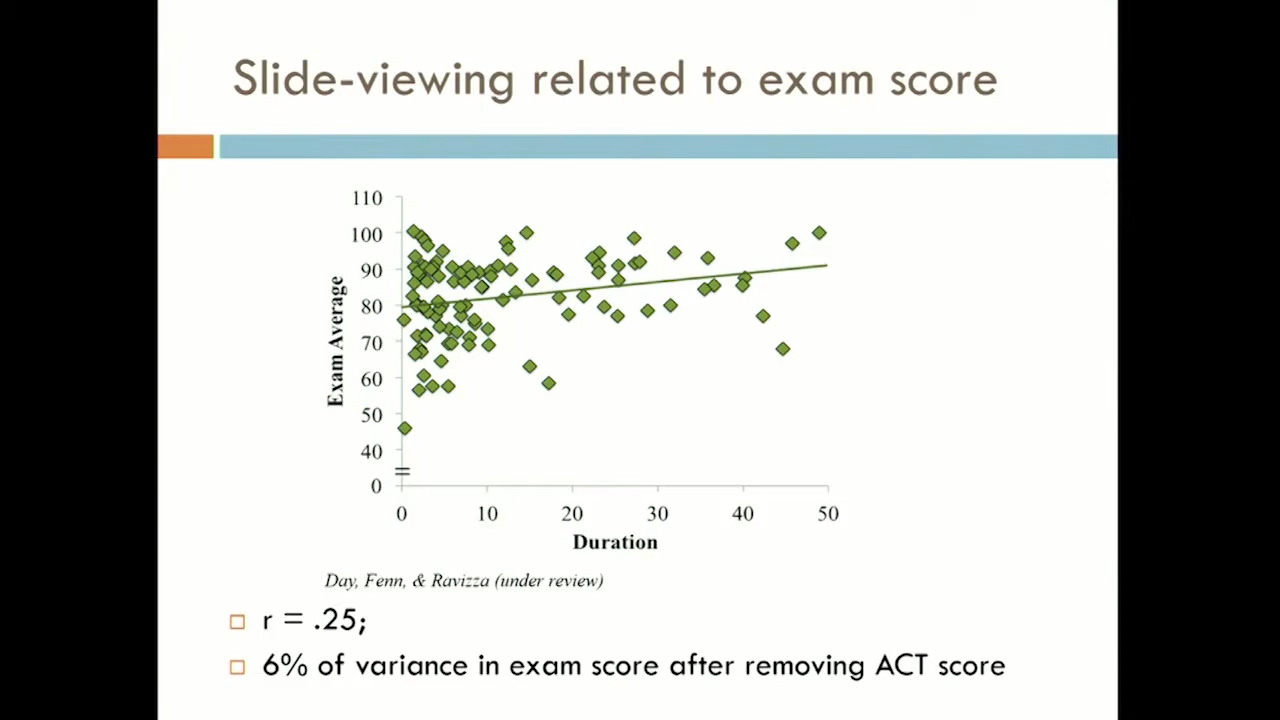 Slide-viewing related to exam score
110
100
90
80
70
60
50
40
0
Exam Average
0 10 20 30 40 50
Duration
Day, Fenn, & Ravizza (under review)
r = .25;
6% of variance in exam score after removing ACT score